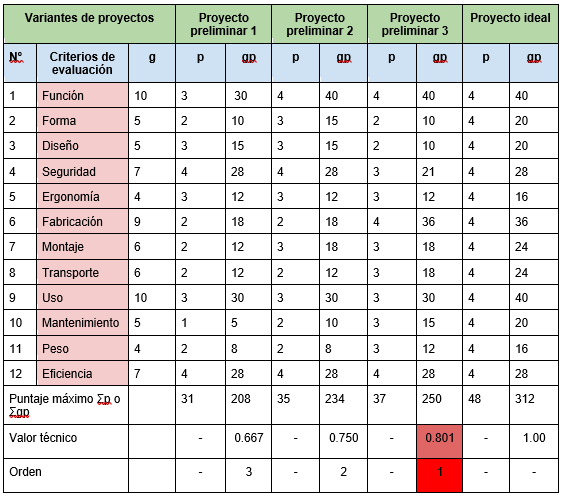 Variantes de proyectos Proyecto Proyecto Proyecto Proyecto ideal
preliminar 1 preliminar 2 preliminar 3
Nº Criterios de g p gp p gp p gp p gp
evaluación
1 Función 10 3 30 4 40 4 40 4 40
2 Forma 5 2 10 3 15 2 10 4 20
3 Diseño 5 3 15 3 15 2 10 4 20
4 Seguridad 7 4 28 4 28 3 21 4 28
5 Ergonomía 4 3 12 3 12 3 12 4 16
6 Fabricación 9 2 18 2 18 4 36 4 36
7 Montaje 6 2 12 3 18 3 18 4 24
8 Transporte 6 2 12 2 12 3 18 4 24
9 Uso 10 3 30 3 30 3 30 4 40
10 Mantenimiento 5 1 5 2 10 3 15 4 20
11 Peso 4 2 8 2 8 3 12 4 16
12 Eficiencia 7 4 28 4 28 4 28 4 28
Puntaje máximo Σp o 31 208 35 234 37 250 48 312
Σgp
Valor técnico - 0.667 - 0.750 - 0.801 - 1.00
Orden - 3 - 2 - 1 - -